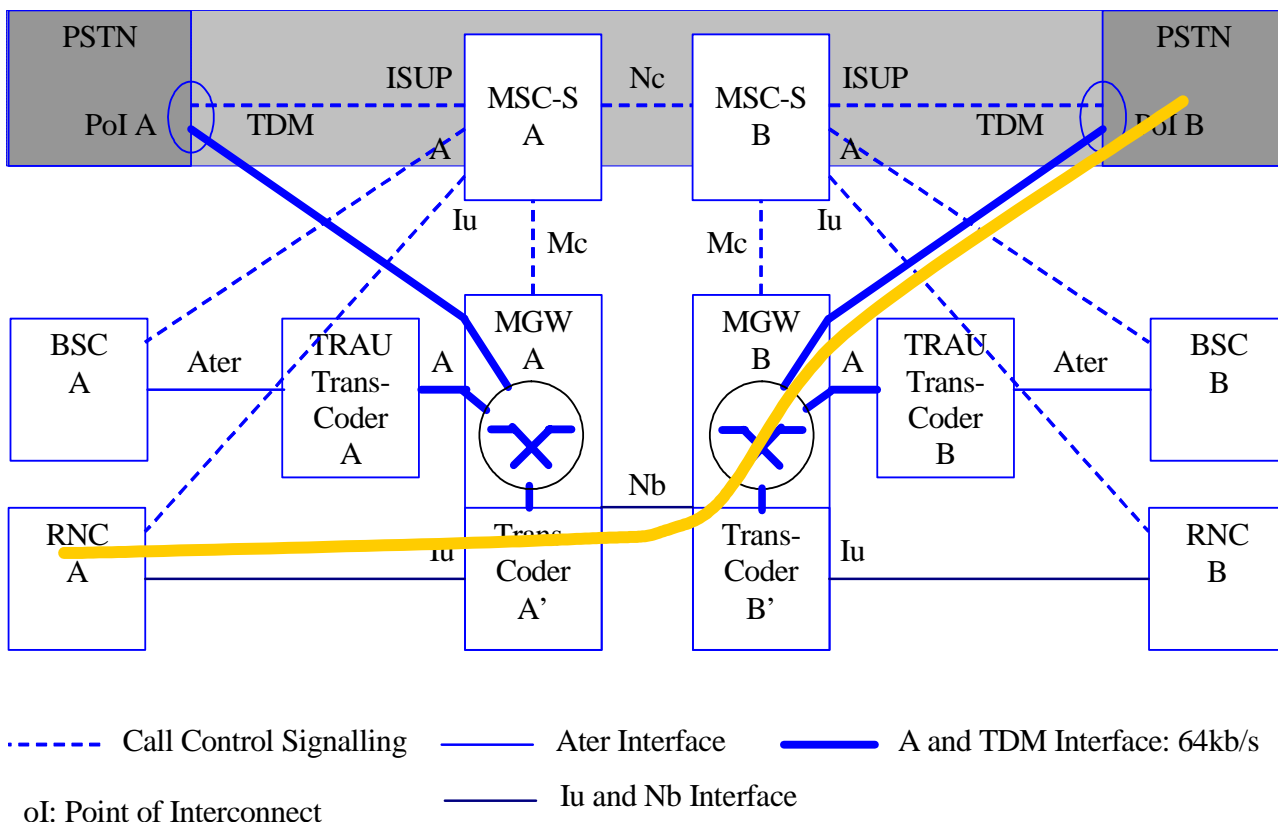 PSTN
PSTN
ISUP
MSC-S
A
Nc
MSC-S
B
ISUP
PoI A
TDM
TDM
PoI B
A
A
Iu
Iu
Mc
Mc
BSC
A
Ater
TRAU
Trans-
Coder
A
A
MGW
A
MGW
B
A
TRAU
Trans-
Coder
B
Ater
BSC
B
Nb
RNC
A
Iu
Trans-
Coder
A’
Trans-
Coder
B’
Iu
RNC
B
Call Control Signalling
Ater Interface
A and TDM Interface: 64kb/s
oI: Point of Interconnect
Iu and Nb Interface